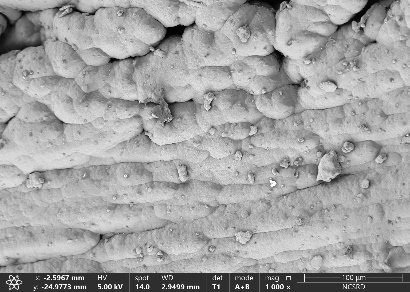 x: -2.5967 mm HV spot WD det mode mag 100 μm
y: -24.9773 mm 5.00 kV 14.0 2.9499 mm T1 A+B 1 000 x NCSRD